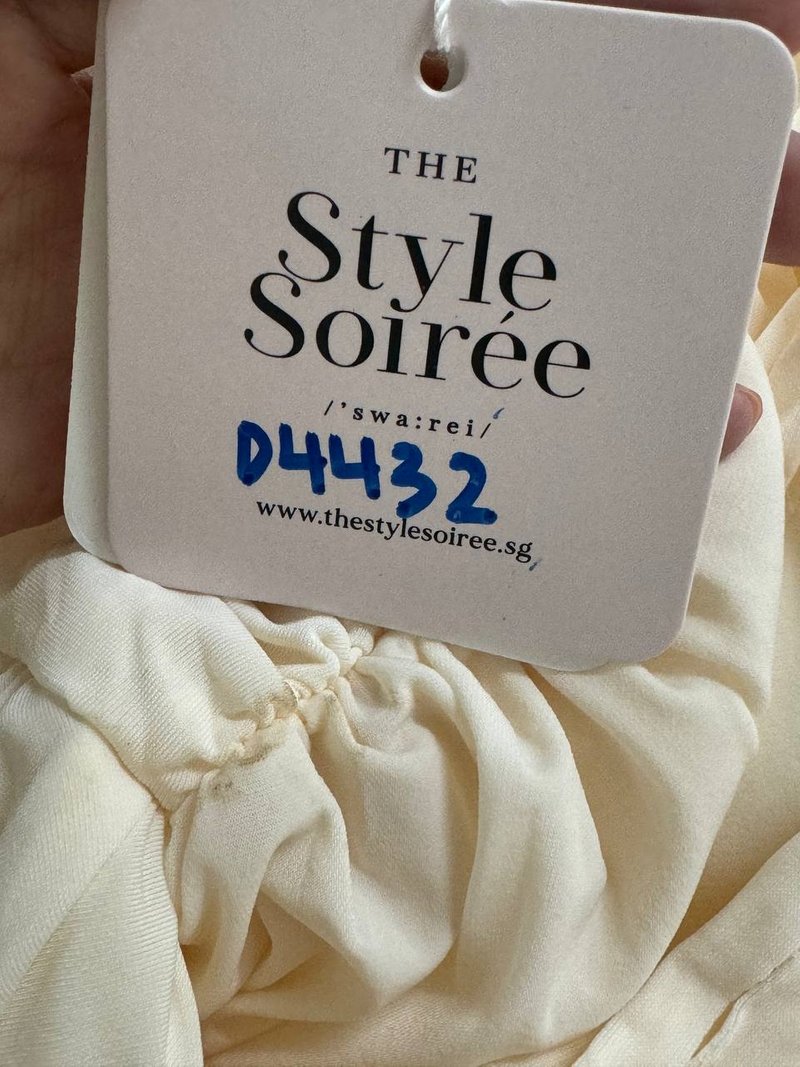 THE
Style
Soirée
/'swa:rei/
D4432
www.thestylesoiree.sg